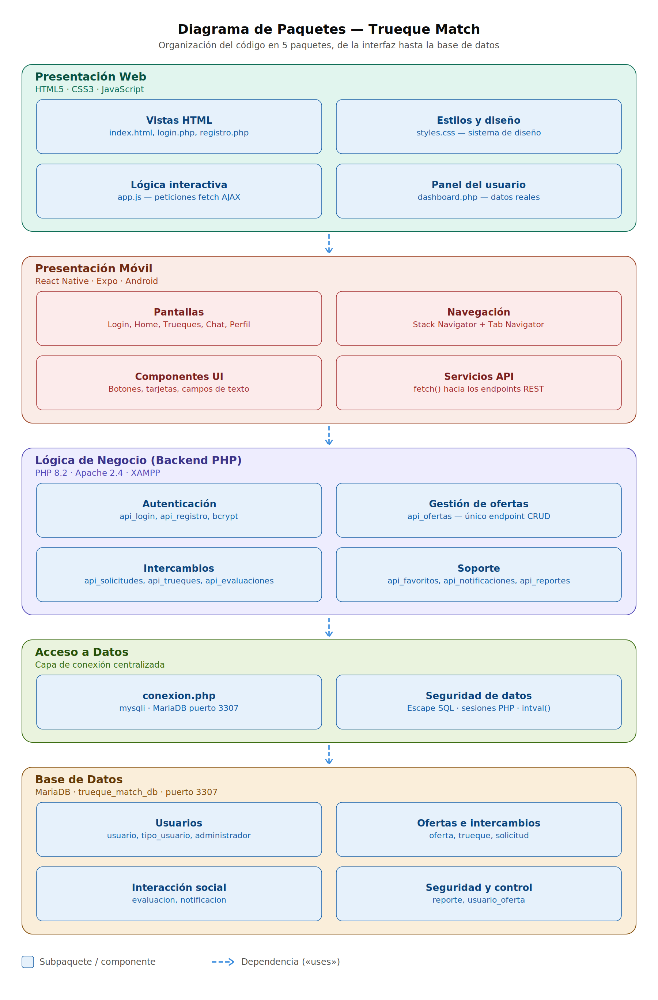 Diagrama de Paquetes — Trueque Match
Organización del código en 5 paquetes, de la interfaz hasta la base de datos
Presentación Web
HTML5 · CSS3 · JavaScript
Vistas HTML
index.html, login.php, registro.php
Estilos y diseño
styles.css — sistema de diseño
Lógica interactiva
app.js — peticiones fetch AJAX
Panel del usuario
dashboard.php — datos reales
Presentación Móvil
React Native · Expo · Android
Pantallas
Login, Home, Trueques, Chat, Perfil
Navegación
Stack Navigator + Tab Navigator
Componentes UI
Botones, tarjetas, campos de texto
Servicios API
fetch() hacia los endpoints REST
Lógica de Negocio (Backend PHP)
PHP 8.2 · Apache 2.4 · XAMPP
Autenticación
api_login, api_registro, bcrypt
Gestión de ofertas
api_ofertas — único endpoint CRUD
Intercambios
api_solicitudes, api_trueques, api_evaluaciones
Soporte
api_favoritos, api_notificaciones, api_reportes
Acceso a Datos
Capa de conexión centralizada
conexion.php
mysqli · MariaDB puerto 3307
Seguridad de datos
Escape SQL · sesiones PHP · intval()
Base de Datos
MariaDB · trueque_match_db · puerto 3307
Usuarios
usuario, tipo_usuario, administrador
Ofertas e intercambios
oferta, trueque, solicitud
Interacción social
evaluacion, notificacion
Seguridad y control
reporte, usuario_oferta
Subpaquete / componente
Dependencia («uses»)